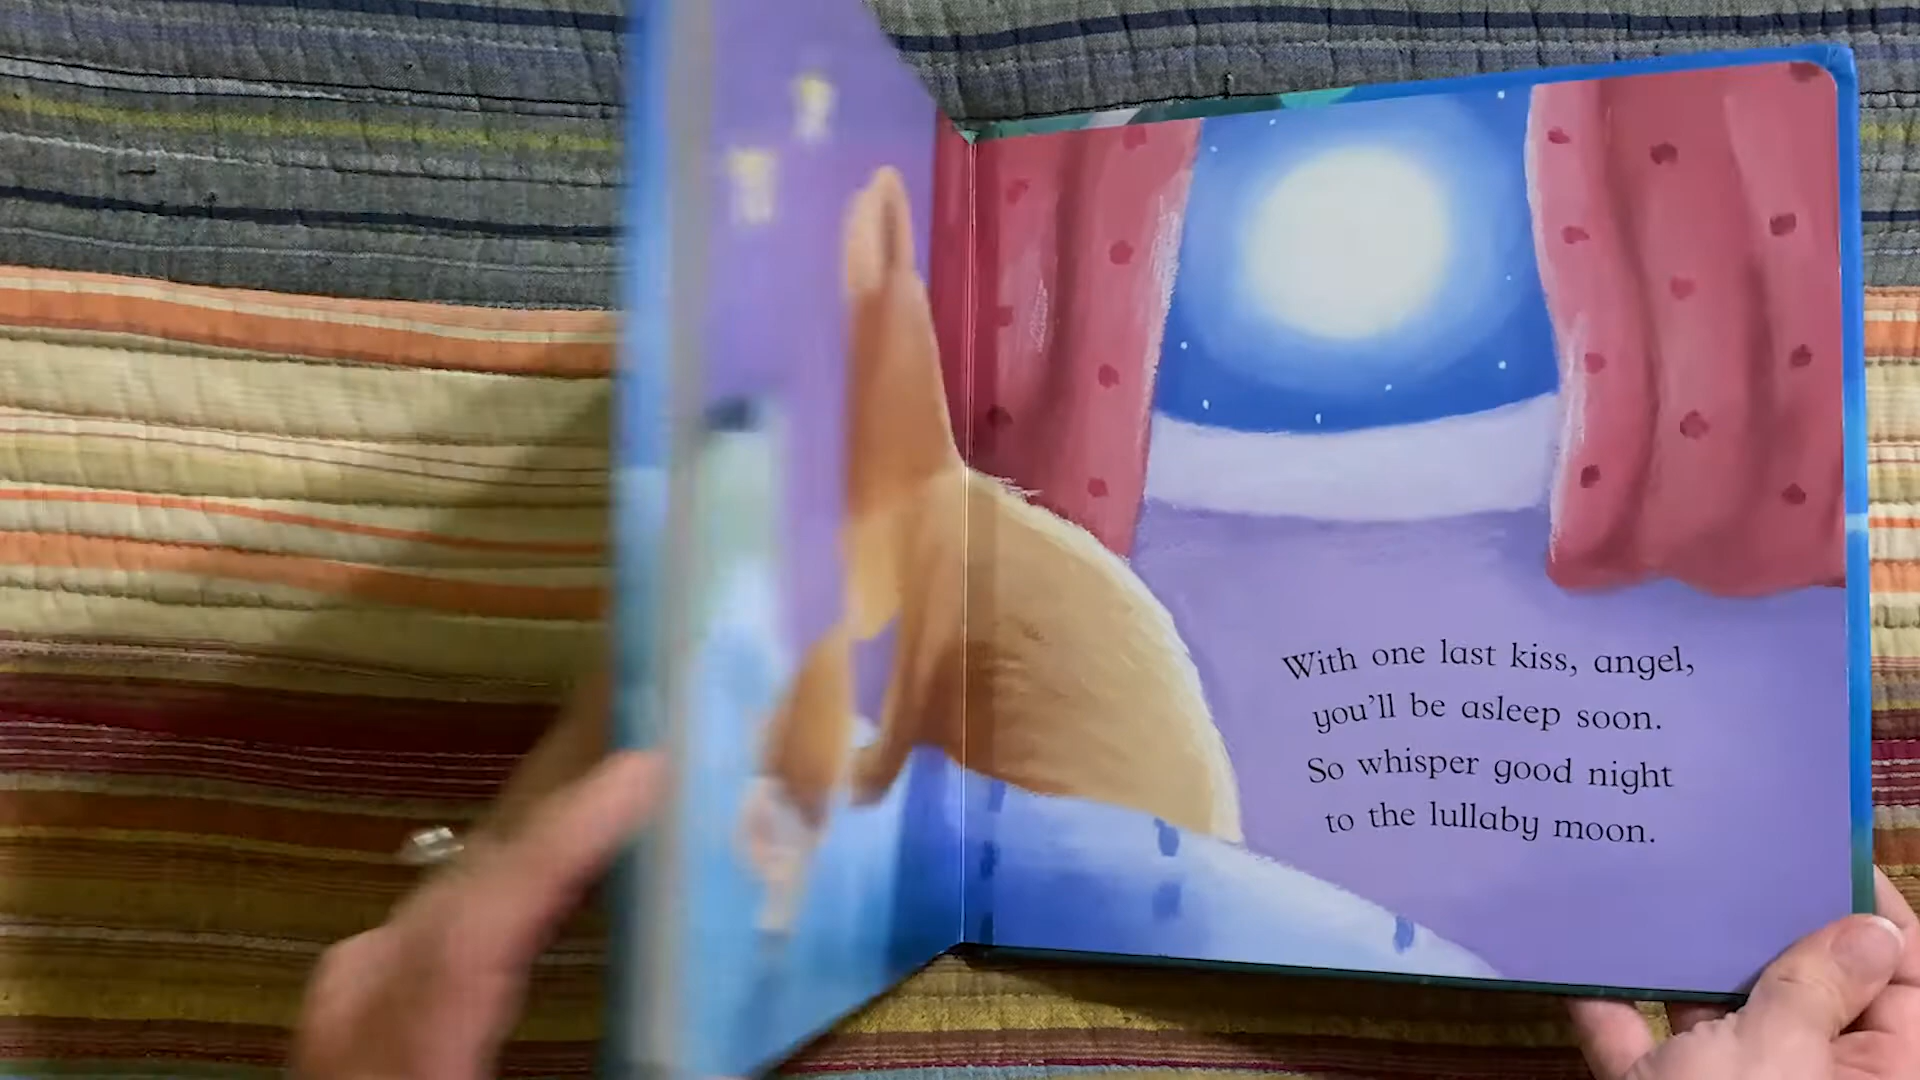 With one last kiss, angel,
you'll be asleep soon.
So whisper good night
to the lullaby moon.